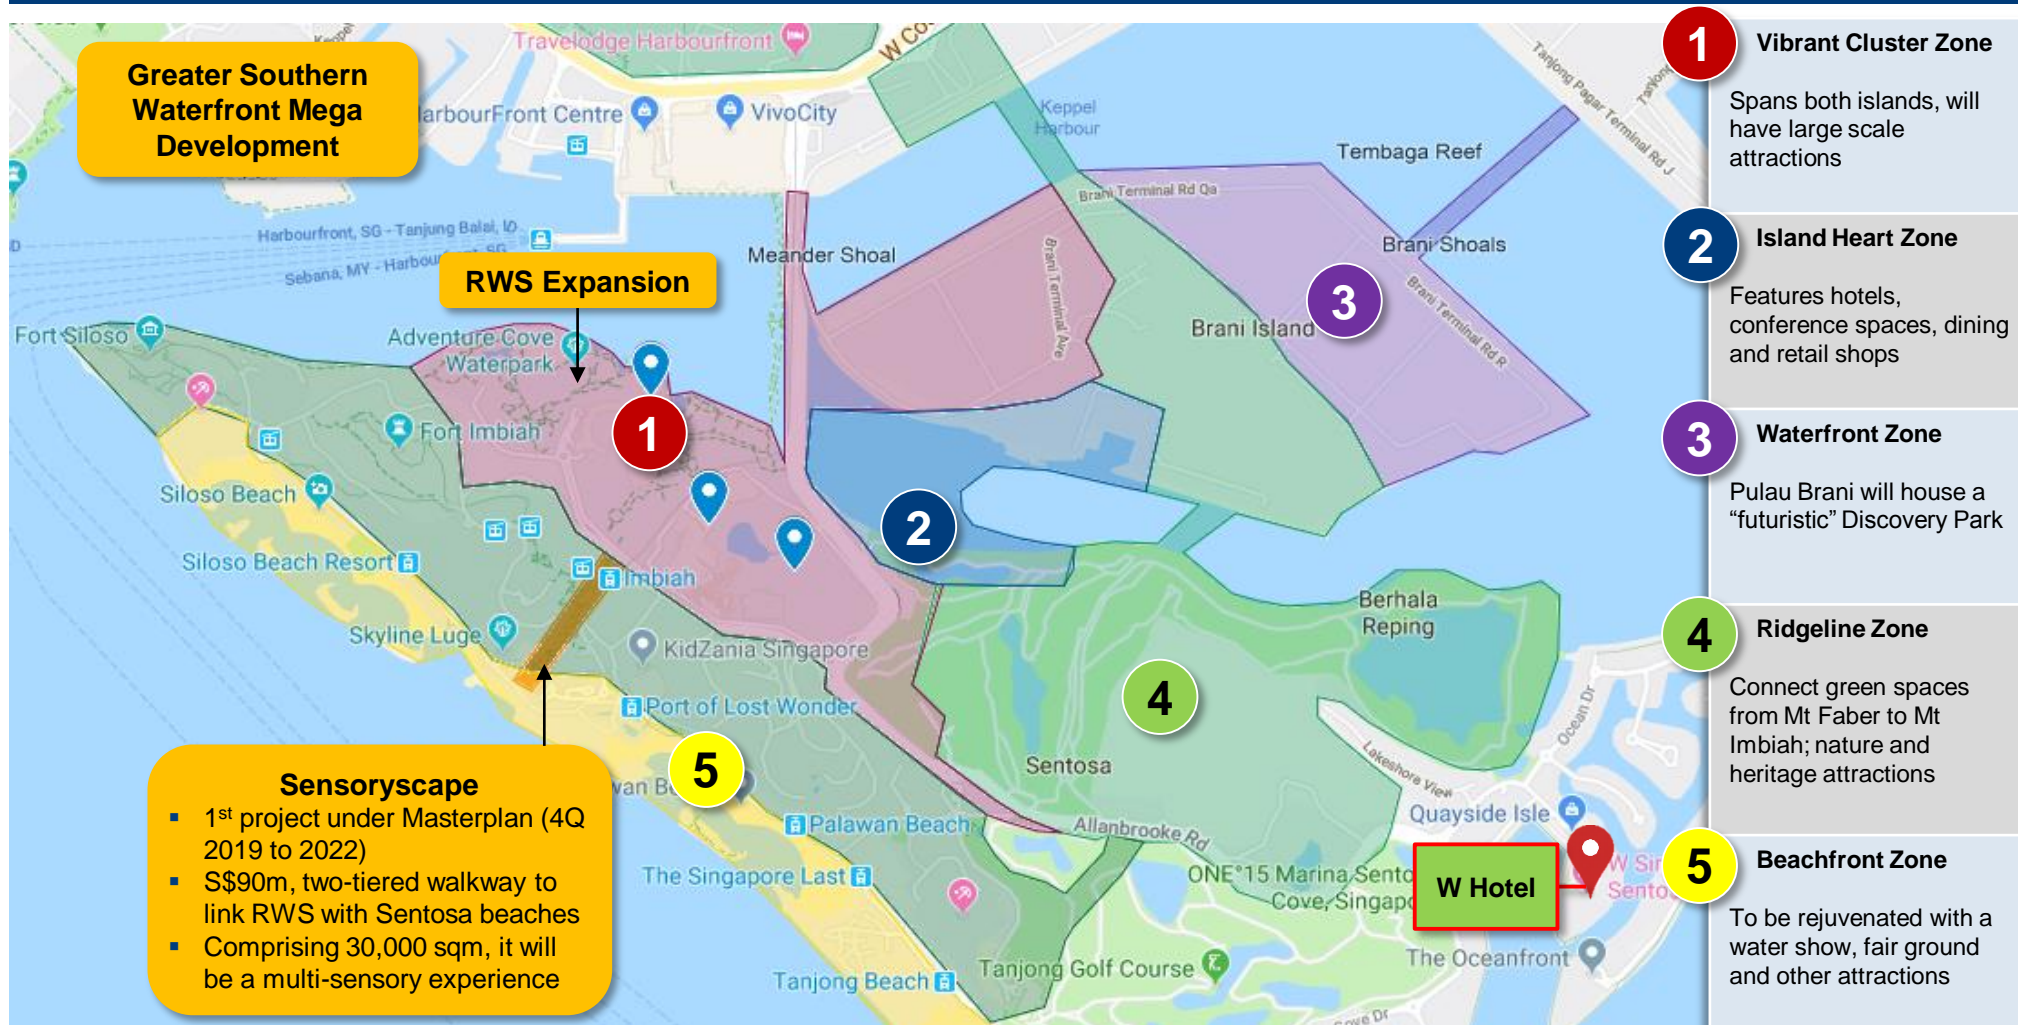 Greater Southern
Waterfront Mega
Development
Travelodge Harbourfront
W Co
Keppel
Harbour
HarbourFront Centre
VivoCity
Tanjong Pagar Terminal Rd J
Tembaga Reef
Brani Terminal Rd Qa
Harbourfront, SG - Tanjung Balai, ID
Sebana, MY - Harbou
SG
Meander Shoal
Brani Shoals
RWS Expansion
Brani Terminal Ave
Brani Terminal Rd R
Fort Siloso
Adventure Cove
Waterpark
Brani Island
3
Fort Imbiah
1
Siloso Beach
2
Siloso Beach Resort
Imbiah
Berhala
Reping
Skyline Luge
KidZania Singapore
4
Port of Lost Wonder
Ocean Dr
Sentosa
Lakeshore View
5
Palawan Beach
Allanbrooke Rd
Quayside Isle
The Singapore Last
ONE°15 Marina Sento
Cove, Singap
W Hotel
W Sin
Sento
Tanjong Beach
Tanjong Golf Course
The Oceanfront
Cove Dr
Sensoryscape
▪ 1st project under Masterplan (4Q
2019 to 2022)
▪ S$90m, two-tiered walkway to
link RWS with Sentosa beaches
▪ Comprising 30,000 sqm, it will
be a multi-sensory experience
1 Vibrant Cluster Zone
Spans both islands, will
have large scale
attractions
2 Island Heart Zone
Features hotels,
conference spaces, dining
and retail shops
3 Waterfront Zone
Pulau Brani will house a
“futuristic” Discovery Park
4 Ridgeline Zone
Connect green spaces
from Mt Faber to Mt
Imbiah; nature and
heritage attractions
5 Beachfront Zone
To be rejuvenated with a
water show, fair ground
and other attractions